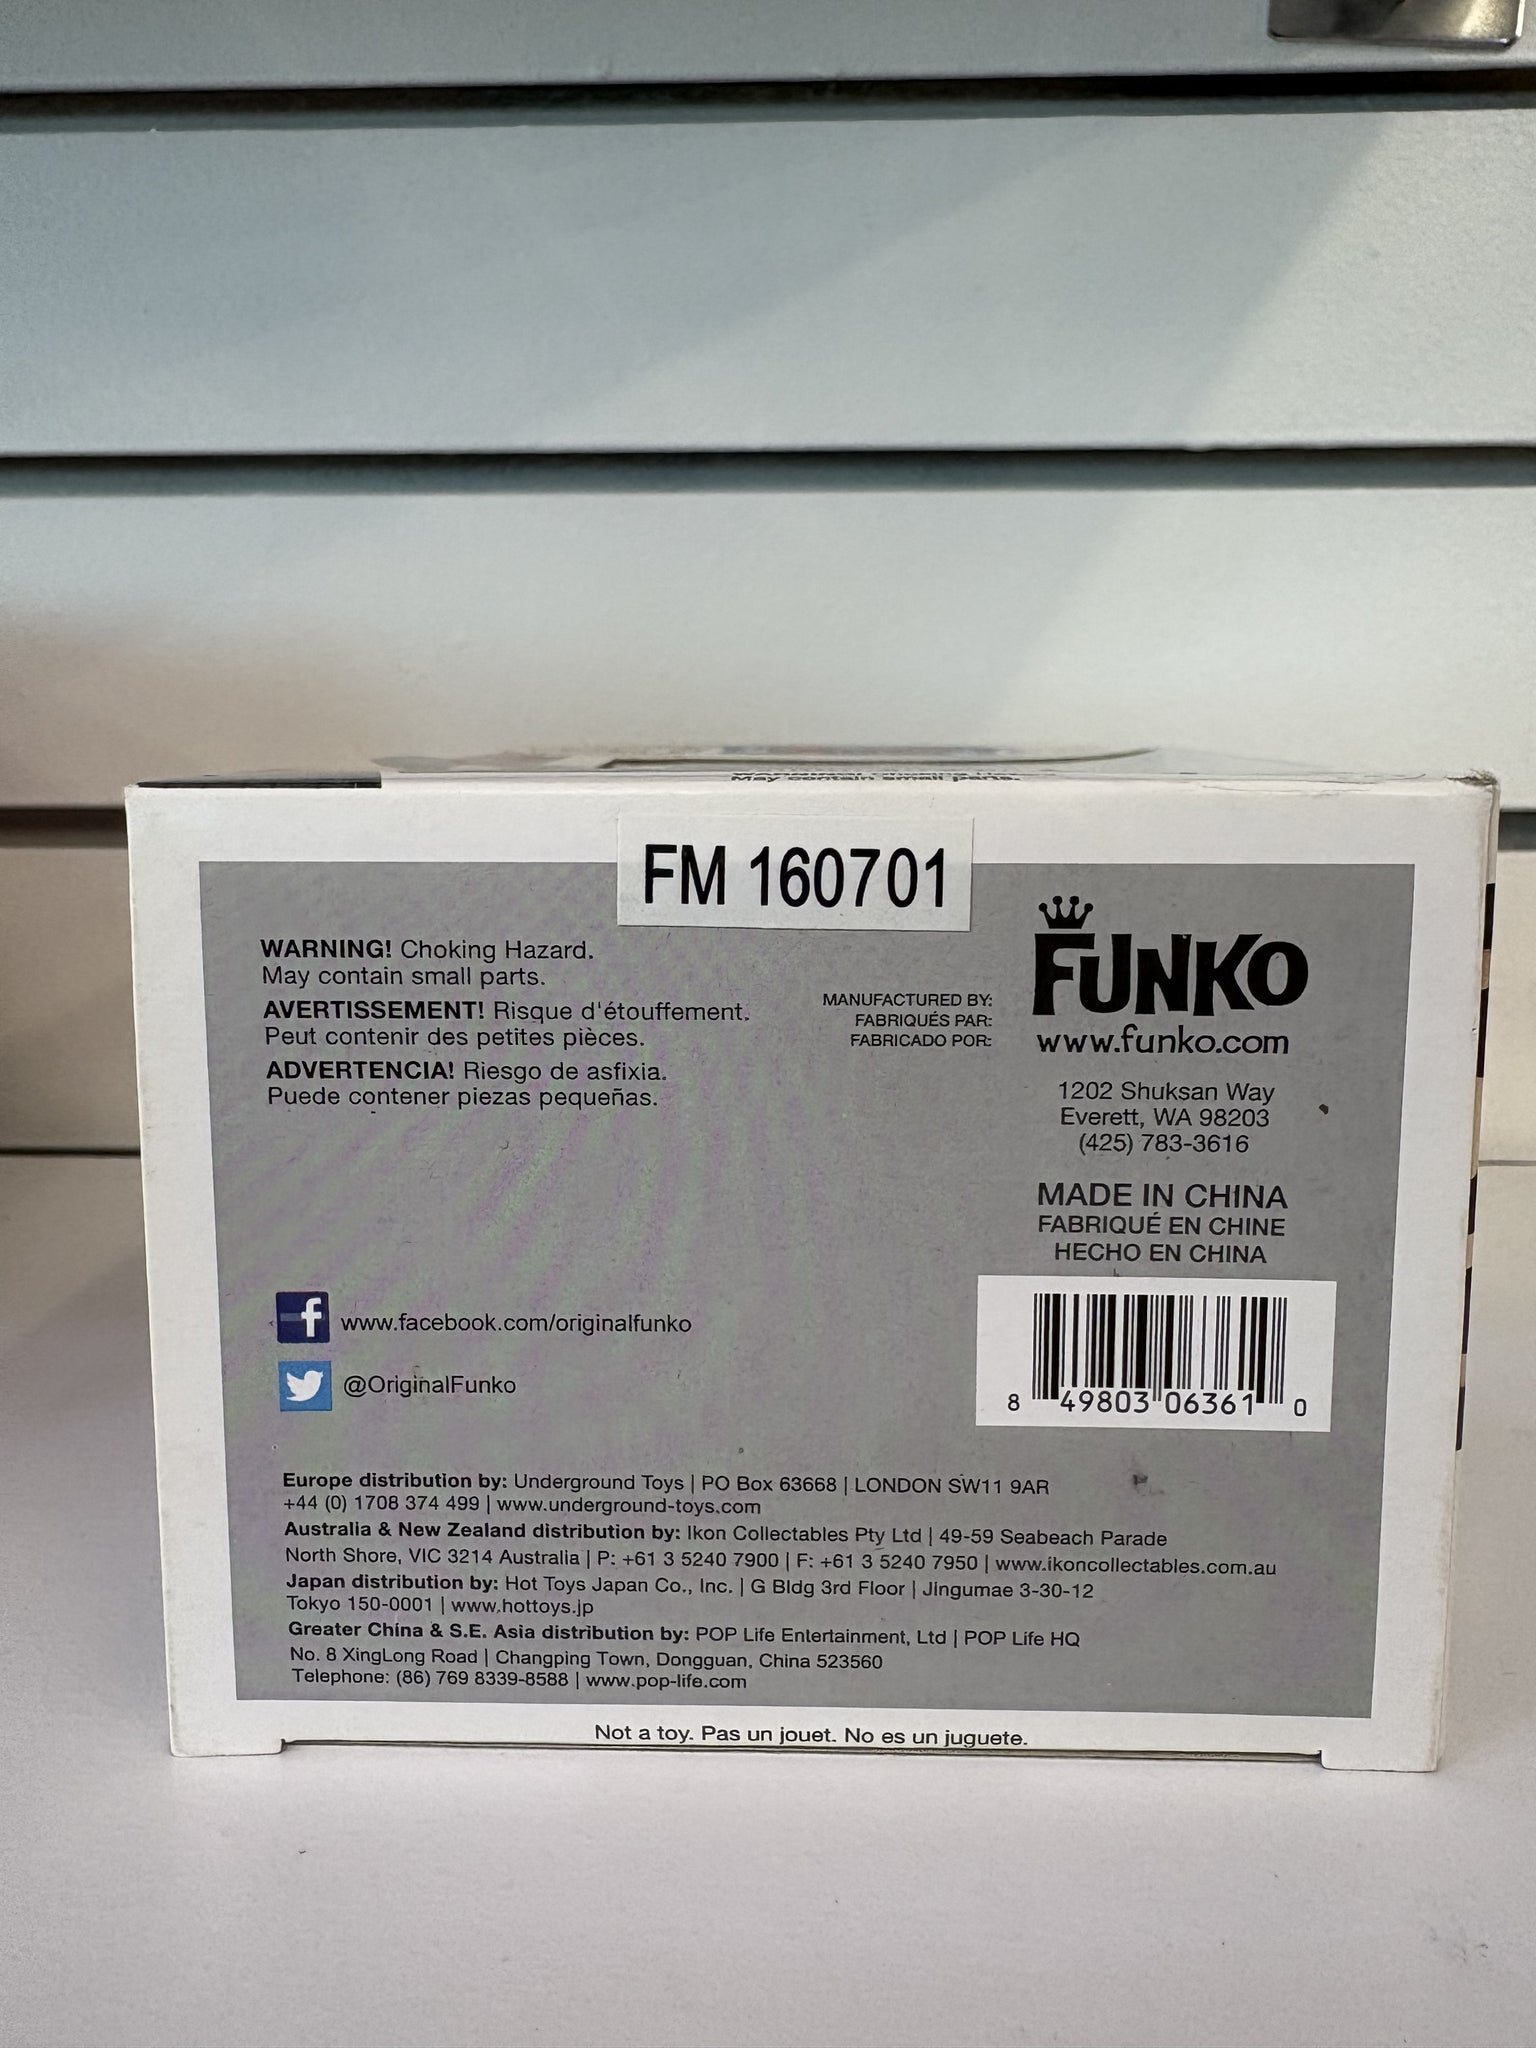 May contain small parts.
FM 160701
WARNING! Choking Hazard.
May contain small parts.
AVERTISSEMENT! Risque d'étouffement.
Peut contenir des petites pièces.
ADVERTENCIA! Riesgo de asfixia.
Puede contener piezas pequeñas.
MANUFACTURED BY:
FABRIQUÉS PAR:
FABRICADO POR:
FUNKO
www.funko.com
1202 Shuksan Way
Everett, WA 98203
(425) 783-3616
MADE IN CHINA
FABRIQUÉ EN CHINE
HECHO EN CHINA
f www.facebook.com/originalfunko
@OriginalFunko
8 49803 06361 0
Europe distribution by: Underground Toys | PO Box 63668 | LONDON SW11 9AR
+44 (0) 1708 374 499 | www.underground-toys.com
Australia & New Zealand distribution by: Ikon Collectables Pty Ltd | 49-59 Seabeach Parade
North Shore, VIC 3214 Australia | P: +61 3 5240 7900 | F: +61 3 5240 7950 | www.ikoncollectables.com.au
Japan distribution by: Hot Toys Japan Co., Inc. | G Bldg 3rd Floor | Jingumae 3-30-12
Tokyo 150-0001 | www.hottoys.jp
Greater China & S.E. Asia distribution by: POP Life Entertainment, Ltd | POP Life HQ
No. 8 XingLong Road | Changping Town, Dongguan, China 523560
Telephone: (86) 769 8339-8588 | www.pop-life.com
Not a toy. Pas un jouet. No es un juguete.